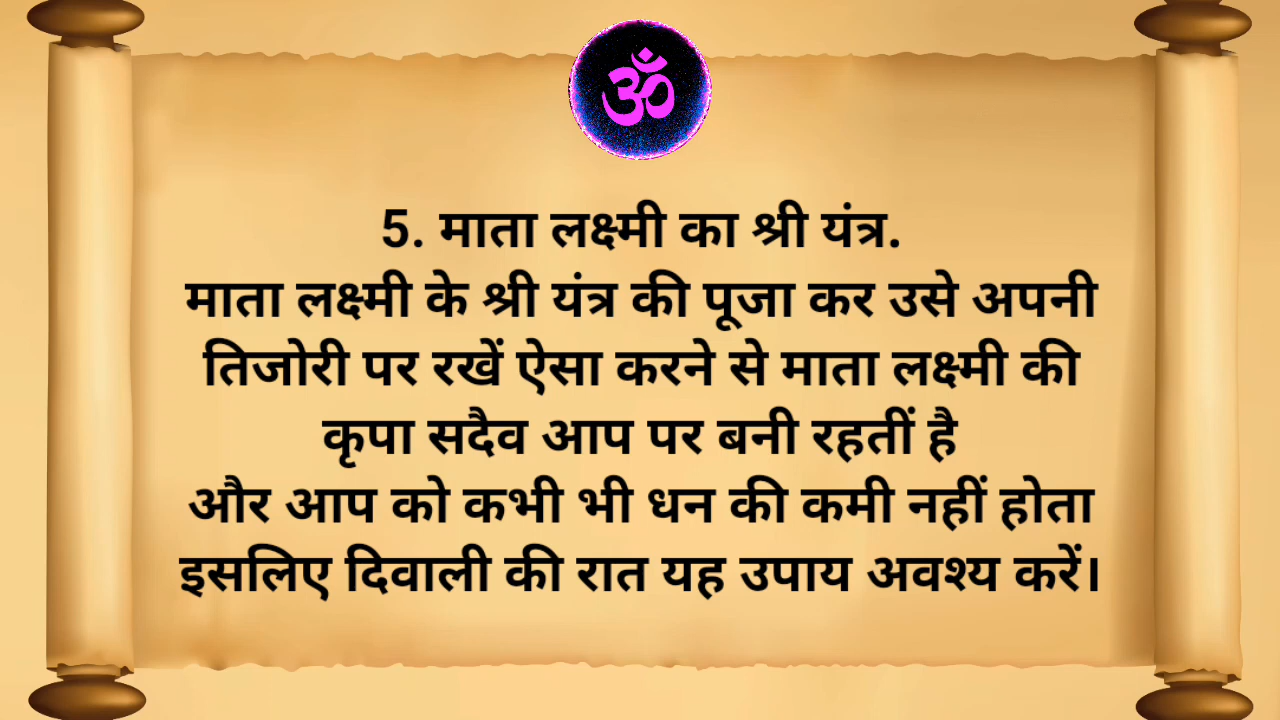 ॐ
5. माता लक्ष्मी का श्री यंत्र.
माता लक्ष्मी के श्री यंत्र की पूजा कर उसे अपनी
तिजोरी पर रखें ऐसा करने से माता लक्ष्मी की
कृपा सदैव आप पर बनी रहतीं है
और आप को कभी भी धन की कमी नहीं होता
इसलिए दिवाली की रात यह उपाय अवश्य करें।